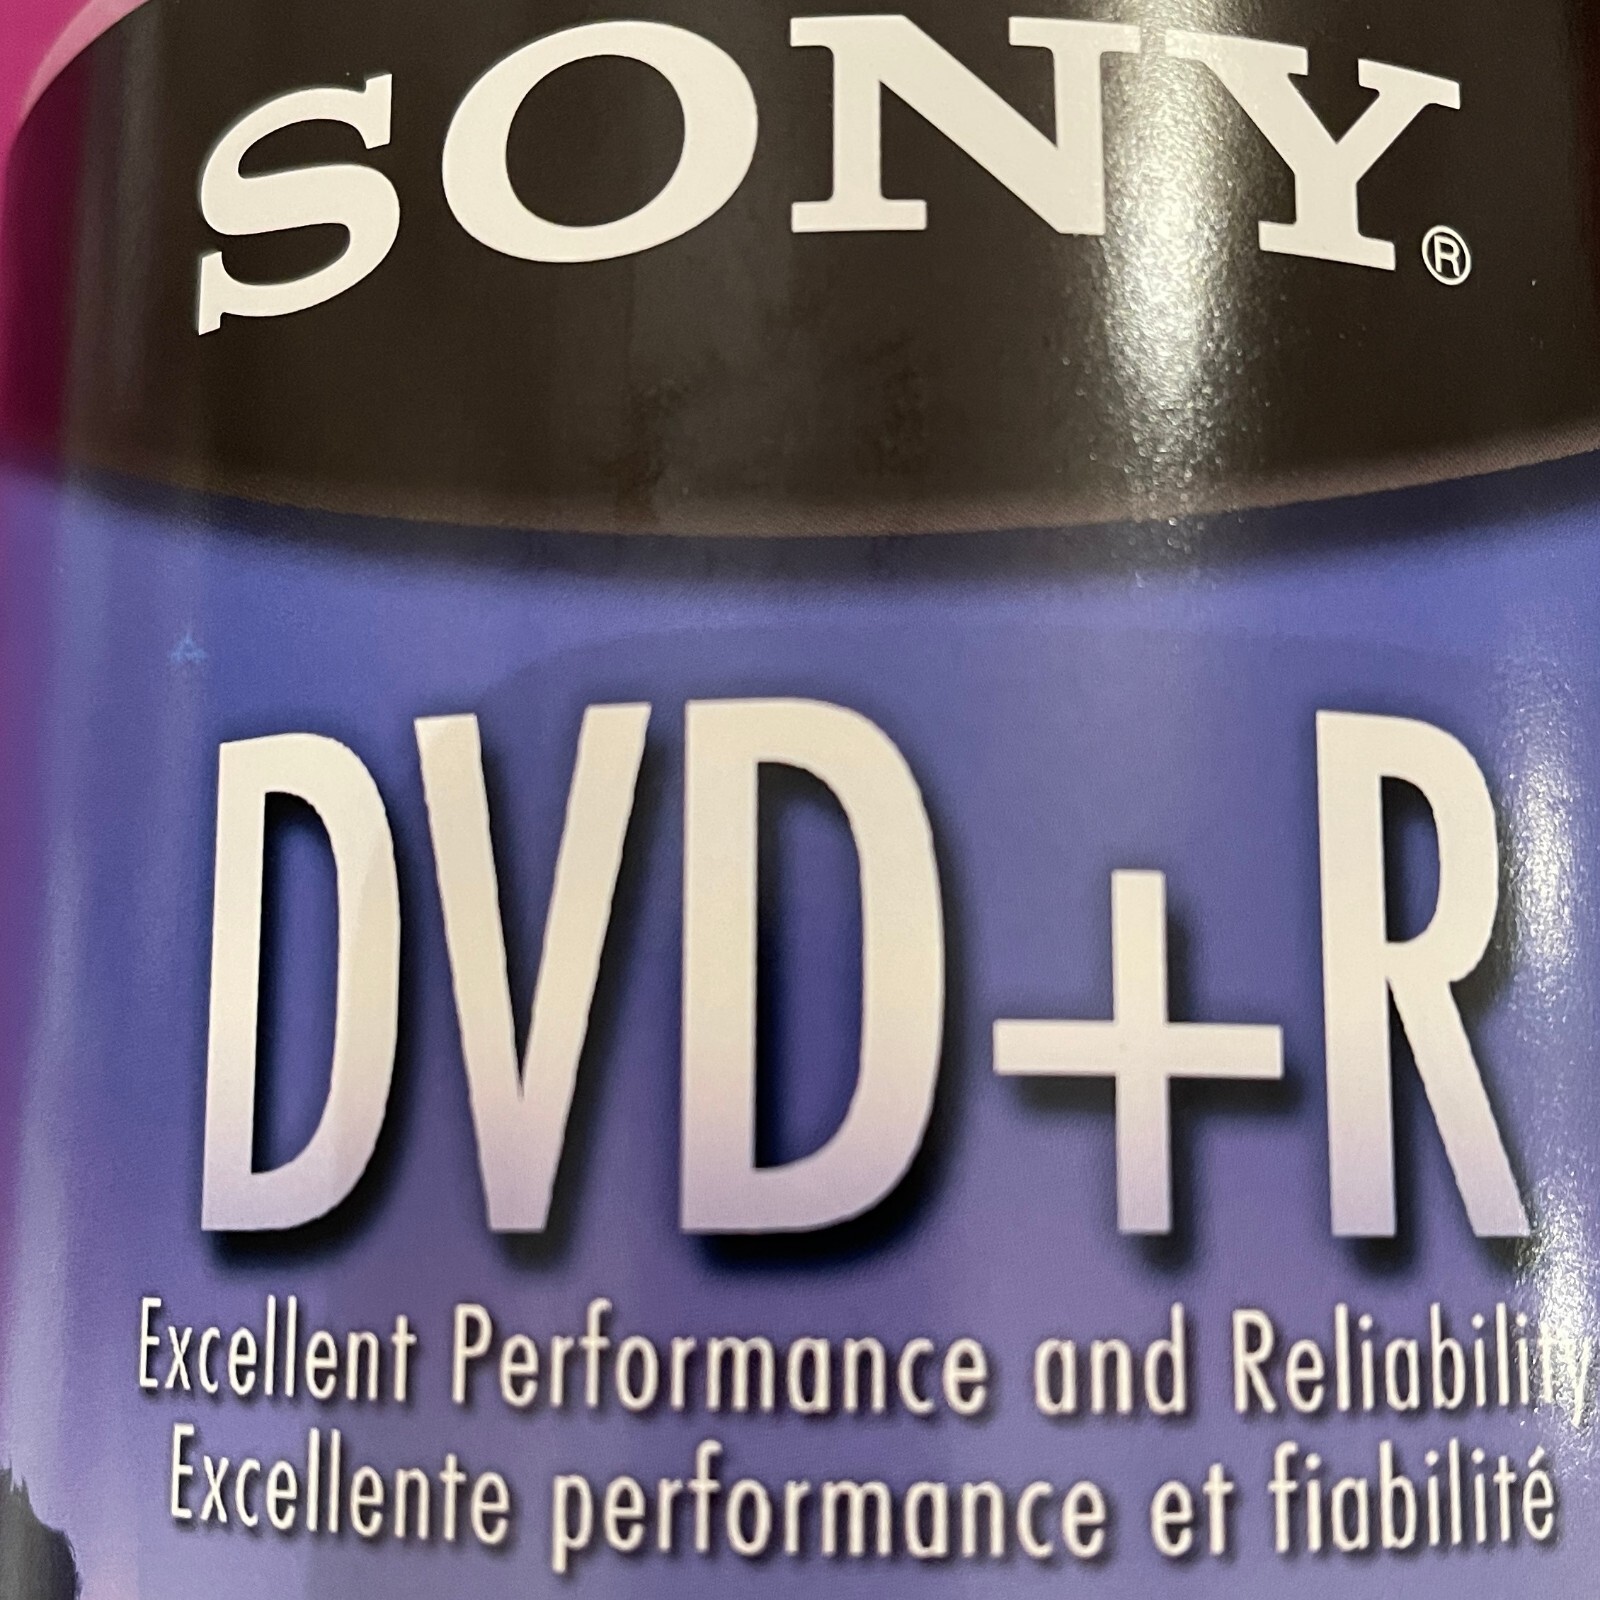 SONY®
DVD+R
Excellent Performance and Reliability
Excellente performance et fiabilité